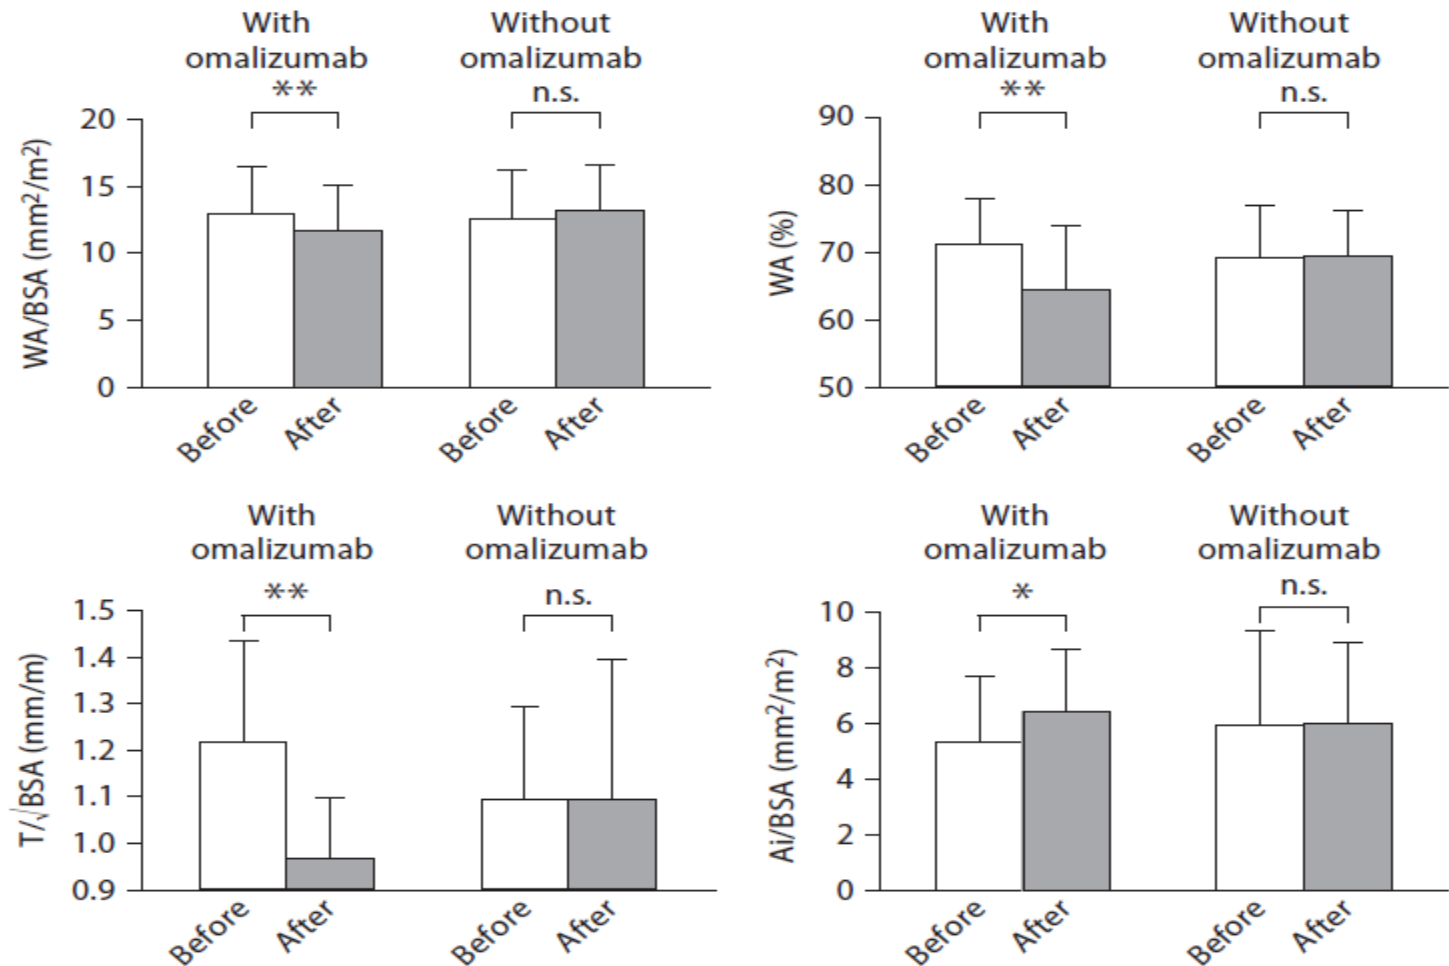 With
omalizumab
**
Without
omalizumab
n.s.
WA/BSA (mm²/m²)
20
15
10
5
0
Before
After
Before
After
With
omalizumab
**
Without
omalizumab
n.s.
WA (%)
90
80
70
60
50
Before
After
Before
After
With
omalizumab
**
Without
omalizumab
n.s.
T/√BSA (mm/m)
1.5
1.4
1.3
1.2
1.1
1.0
0.9
Before
After
Before
After
With
omalizumab
*
Without
omalizumab
n.s.
Ai/BSA (mm²/m²)
10
8
6
4
2
0
Before
After
Before
After